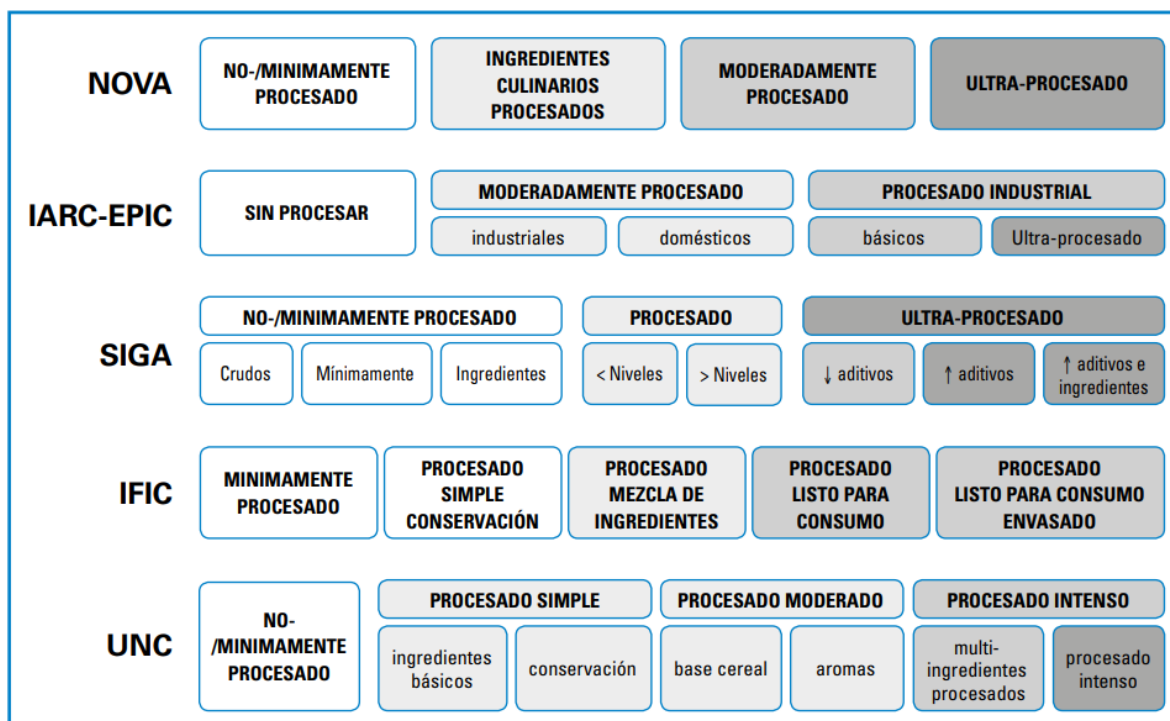 NOVA
NO-/MINIMAMENTE
PROCESADO
INGREDIENTES
CULINARIOS
PROCESADOS
MODERADAMENTE
PROCESADO
ULTRA-PROCESADO
IARC-EPIC
SIN PROCESAR
MODERADAMENTE PROCESADO
industriales
domésticos
PROCESADO INDUSTRIAL
básicos
Ultra-procesado
SIGA
NO-/MINIMAMENTE PROCESADO
Crudos
Mínimamente
Ingredientes
PROCESADO
< Niveles
> Niveles
ULTRA-PROCESADO
↓ aditivos
↑ aditivos
↑ aditivos e
ingredientes
IFIC
MINIMAMENTE
PROCESADO
PROCESADO
SIMPLE
CONSERVACIÓN
PROCESADO
MEZCLA DE
INGREDIENTES
PROCESADO
LISTO PARA
CONSUMO
PROCESADO
LISTO PARA CONSUMO
ENVASADO
UNC
NO-
/MINIMAMENTE
PROCESADO
PROCESADO SIMPLE
ingredientes
básicos
conservación
PROCESADO MODERADO
base cereal
aromas
PROCESADO INTENSO
multi-
ingredientes
procesados
procesado
intenso